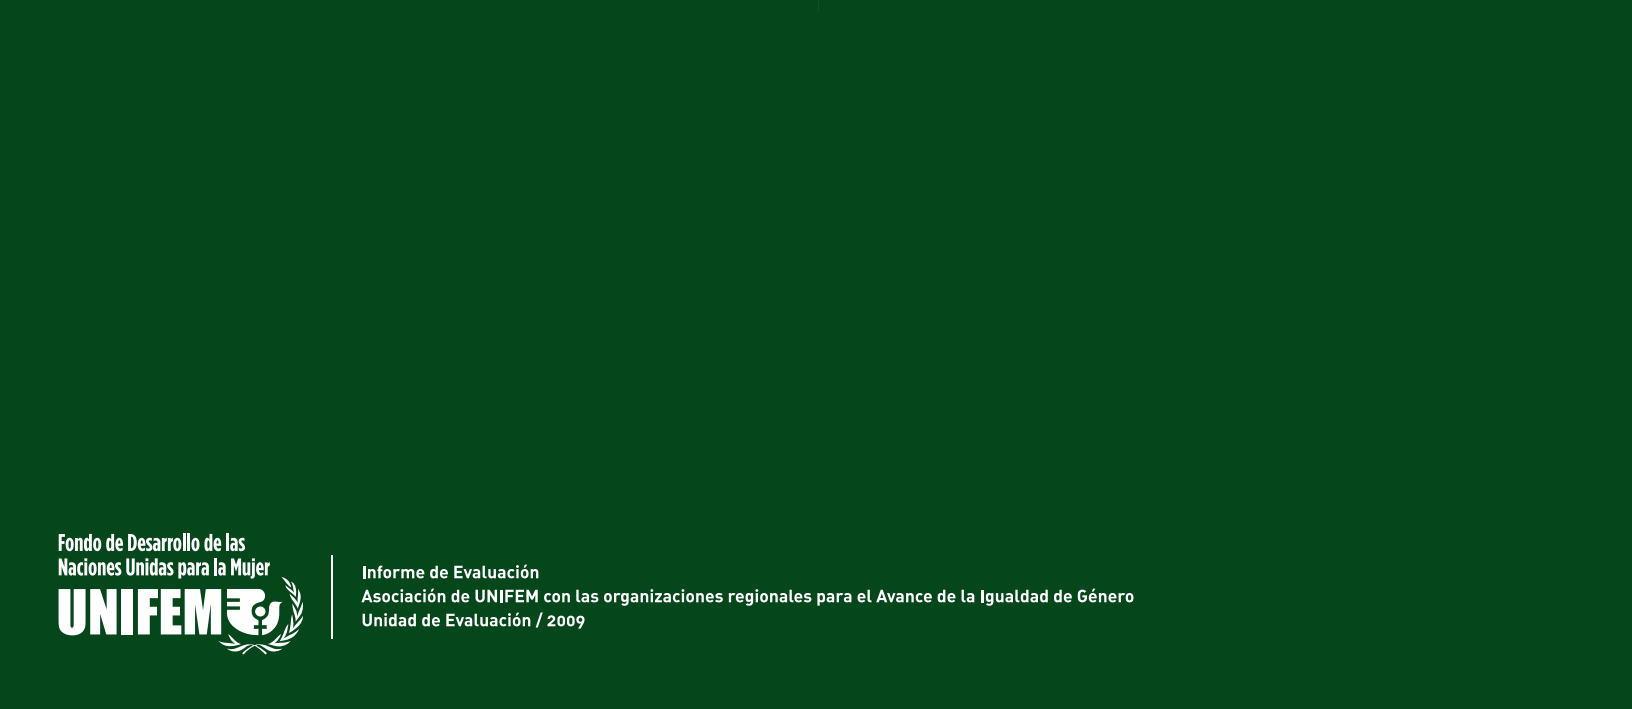 Fondo de Desarrollo de las
Naciones Unidas para la Mujer
UNIFEM
Informe de Evaluación
Asociación de UNIFEM con las organizaciones regionales para el Avance de la Igualdad de Género
Unidad de Evaluación / 2009